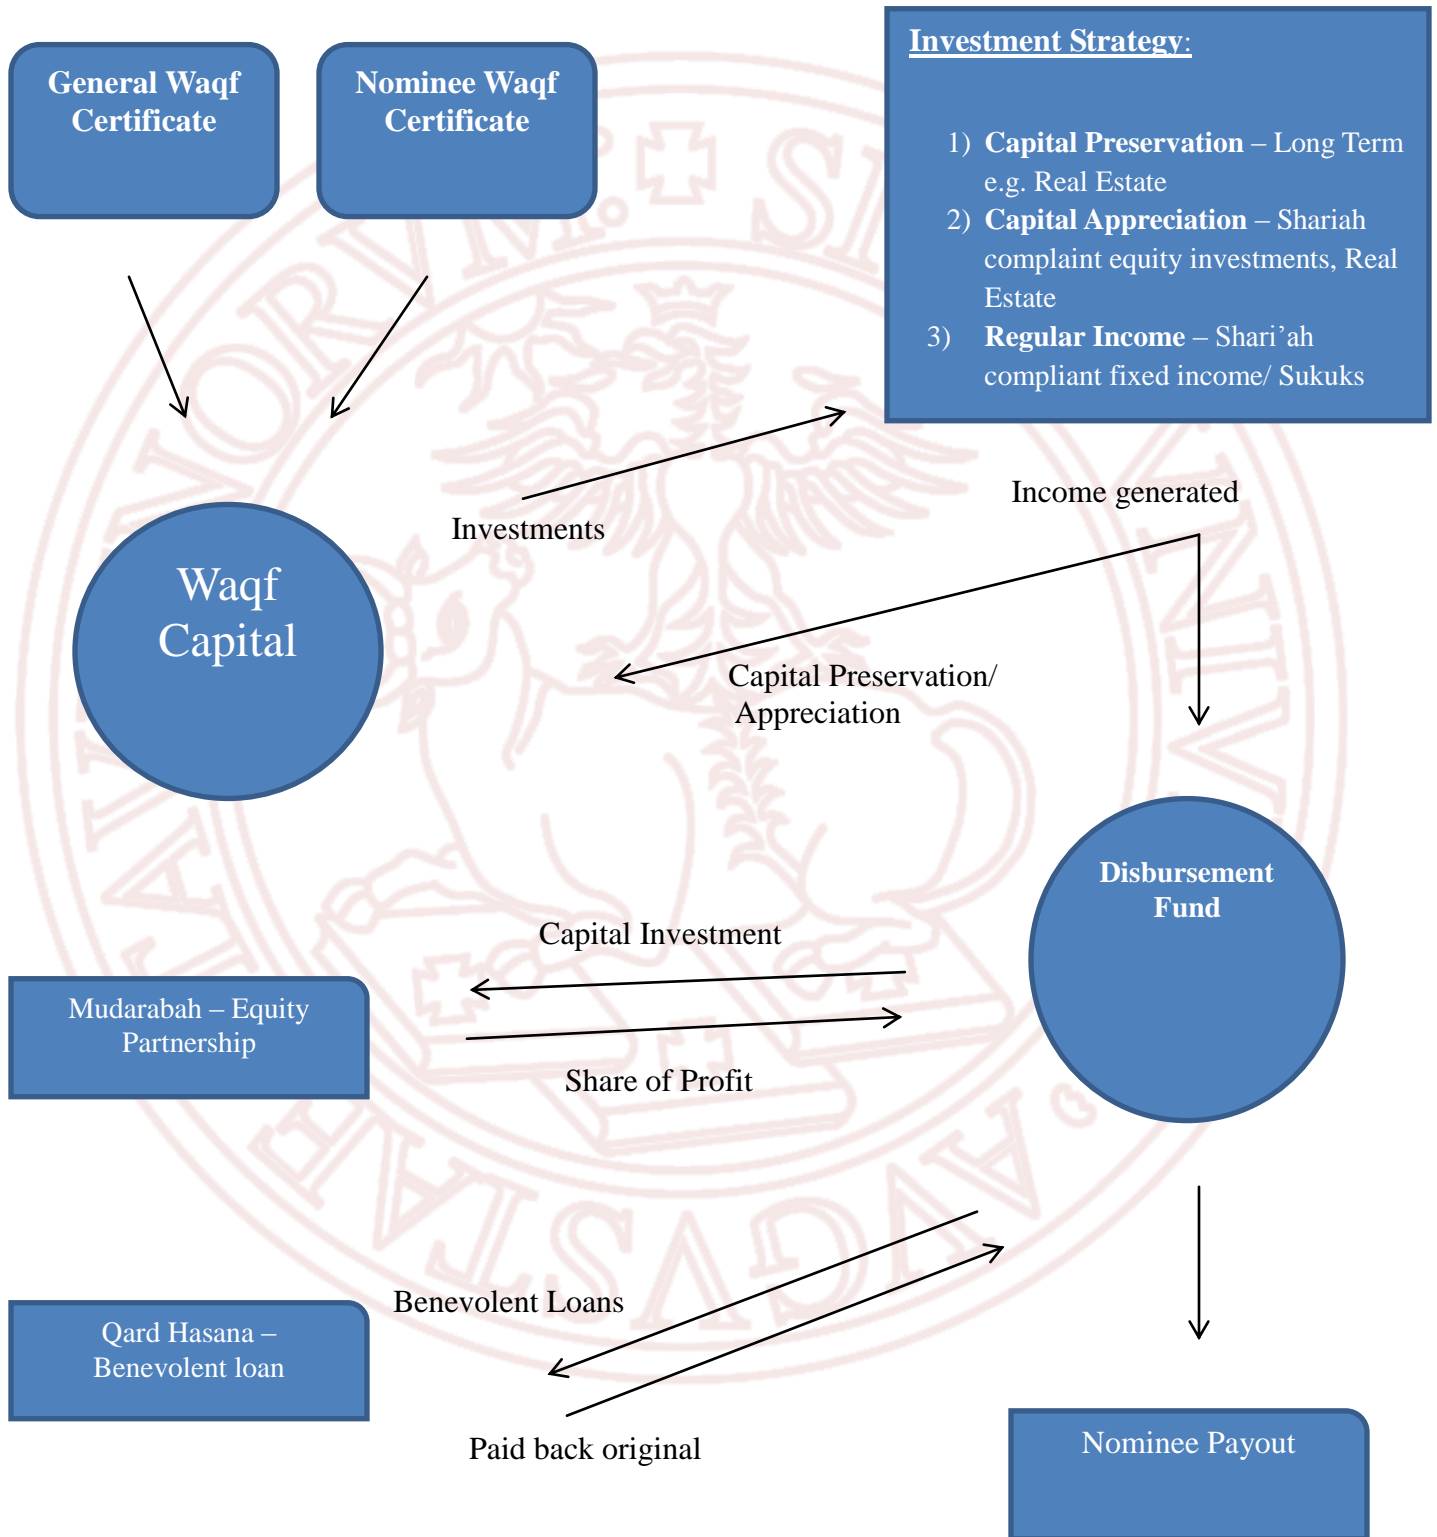 General Waqf
Certificate
Nominee Waqf
Certificate
Investment Strategy:
1) Capital Preservation – Long Term
e.g. Real Estate
2) Capital Appreciation – Shariah
complaint equity investments, Real
Estate
3) Regular Income – Shari’ah
compliant fixed income/ Sukuks
Income generated
Investments
Waqf
Capital
Capital Preservation/
Appreciation
Disbursement
Fund
Capital Investment
Mudarabah – Equity
Partnership
Share of Profit
Benevolent Loans
Qard Hasana –
Benevolent loan
Paid back original
Nominee Payout